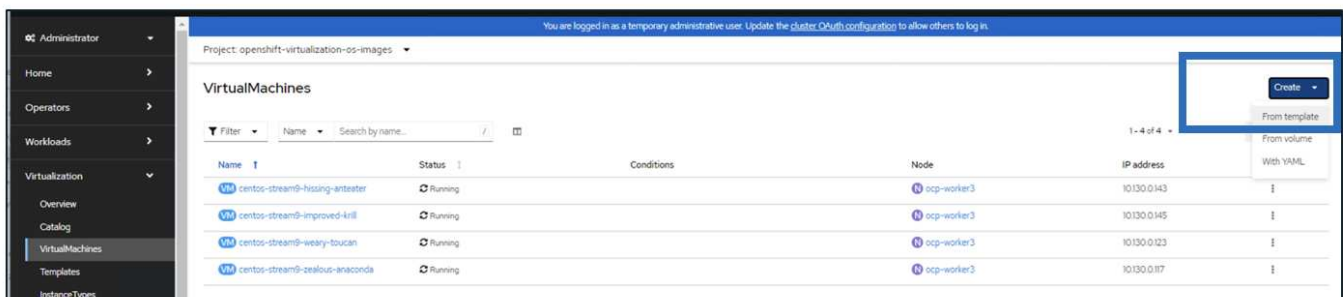 You are logged in as a temporary administrative user. Update the cluster OAuth configuration to allow others to log in.
Administrator
Home
Operators
Workloads
Virtualization
Overview
Catalog
VirtualMachines
Templates
InstanceTypes
Project: openshift-virtualization-os-images
VirtualMachines
Create
From template
From volume
With YAML
Filter Name Search by name... /
1 - 4 of 4
Name Status Conditions Node IP address
VM centos-stream9-hissing-anteater Running N ocp-worker3 10.130.0.143
VM centos-stream9-improved-krill Running N ocp-worker3 10.130.0.145
VM centos-stream9-weary-toucan Running N ocp-worker3 10.130.0.123
VM centos-stream9-zealous-anaconda Running N ocp-worker3 10.130.0.117